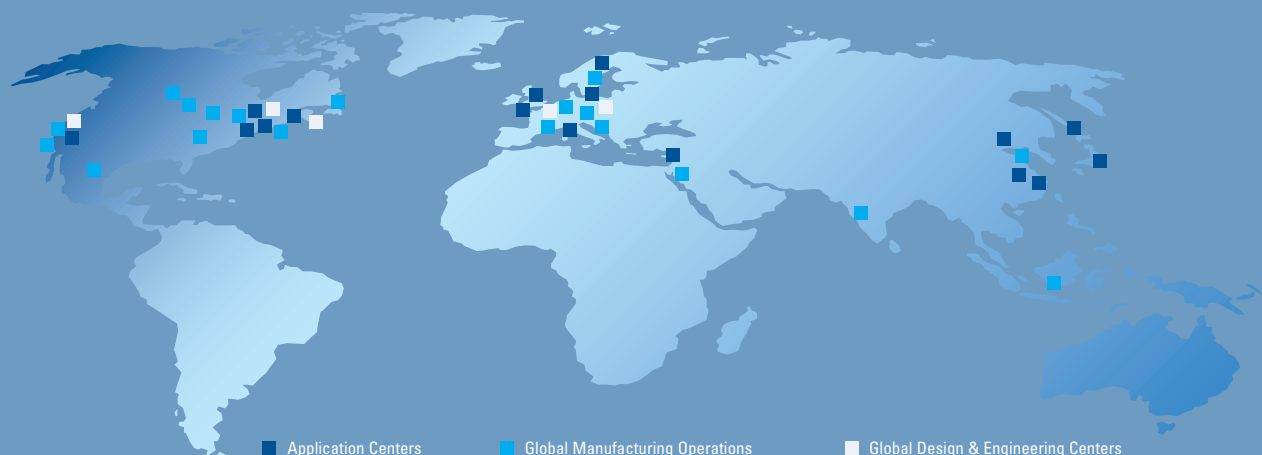 Application Centers
Global Manufacturing Operations
Global Design & Engineering Centers